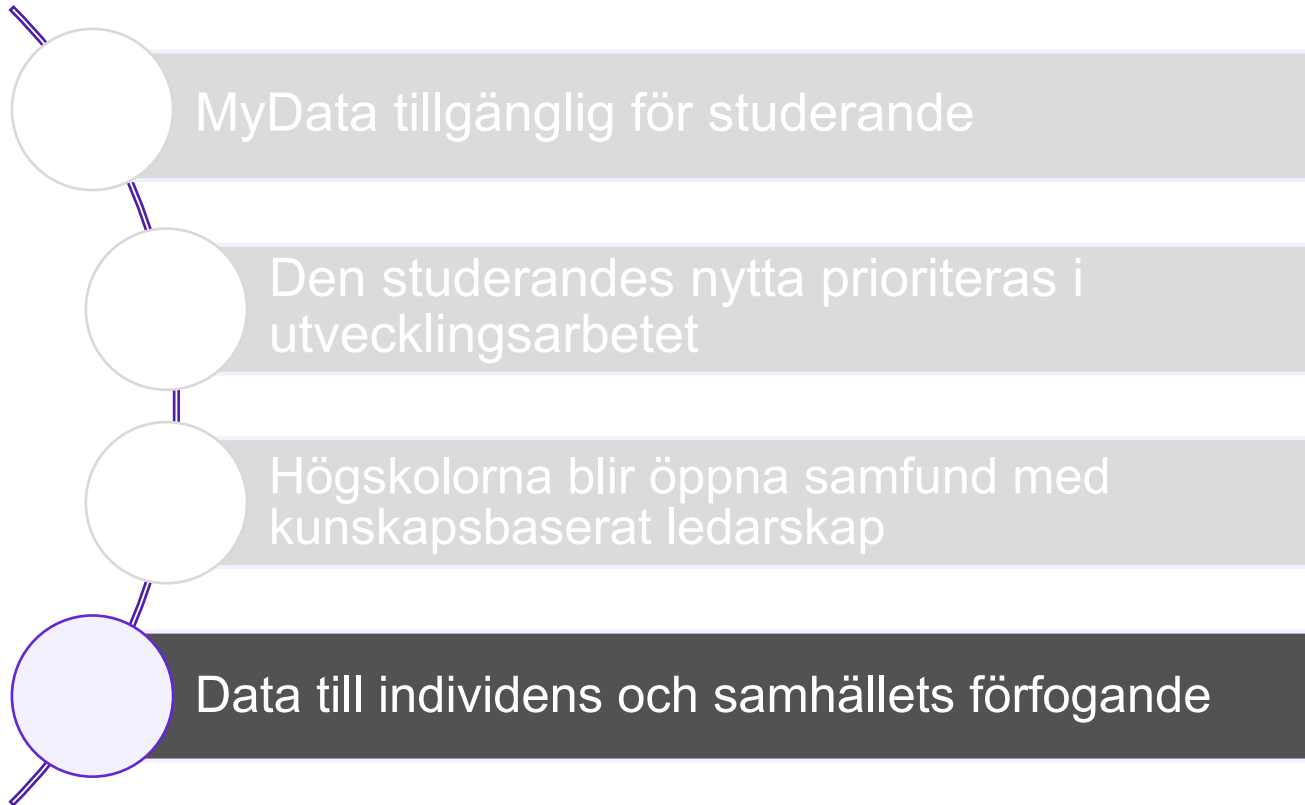 MyData tillgänglig för studerande
Den studerandes nytta prioriteras i
utvecklingsarbetet
Högskolorna blir öppna samfund med
kunskapsbaserat ledarskap
Data till individens och samhällets förfogande